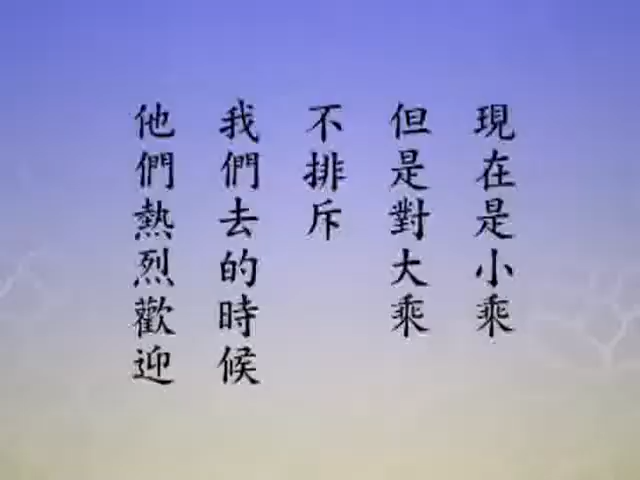 現在是小乘
但是對大乘
不排斥
我們去的時候
他們熱烈歡迎